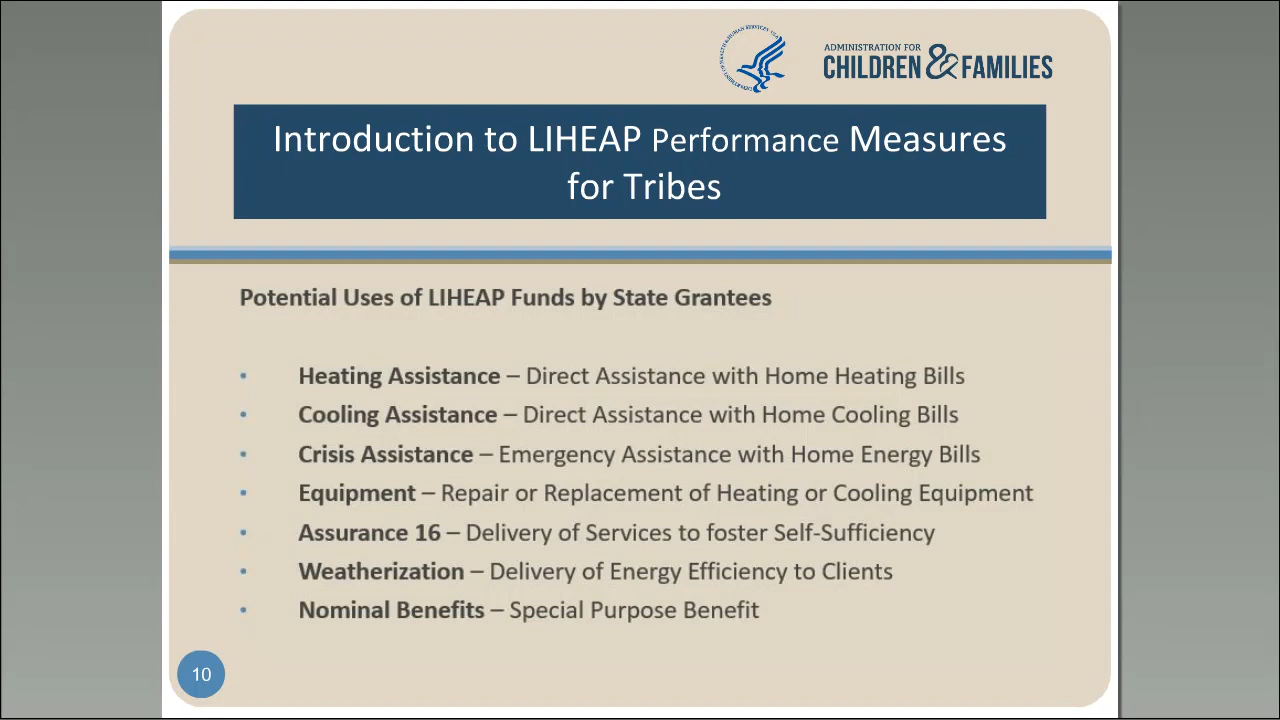 ADMINISTRATION FOR
CHILDREN & FAMILIES
Introduction to LIHEAP Performance Measures
for Tribes
Potential Uses of LIHEAP Funds by State Grantees
• Heating Assistance – Direct Assistance with Home Heating Bills
• Cooling Assistance – Direct Assistance with Home Cooling Bills
• Crisis Assistance – Emergency Assistance with Home Energy Bills
• Equipment – Repair or Replacement of Heating or Cooling Equipment
• Assurance 16 – Delivery of Services to foster Self-Sufficiency
• Weatherization – Delivery of Energy Efficiency to Clients
• Nominal Benefits – Special Purpose Benefit
10